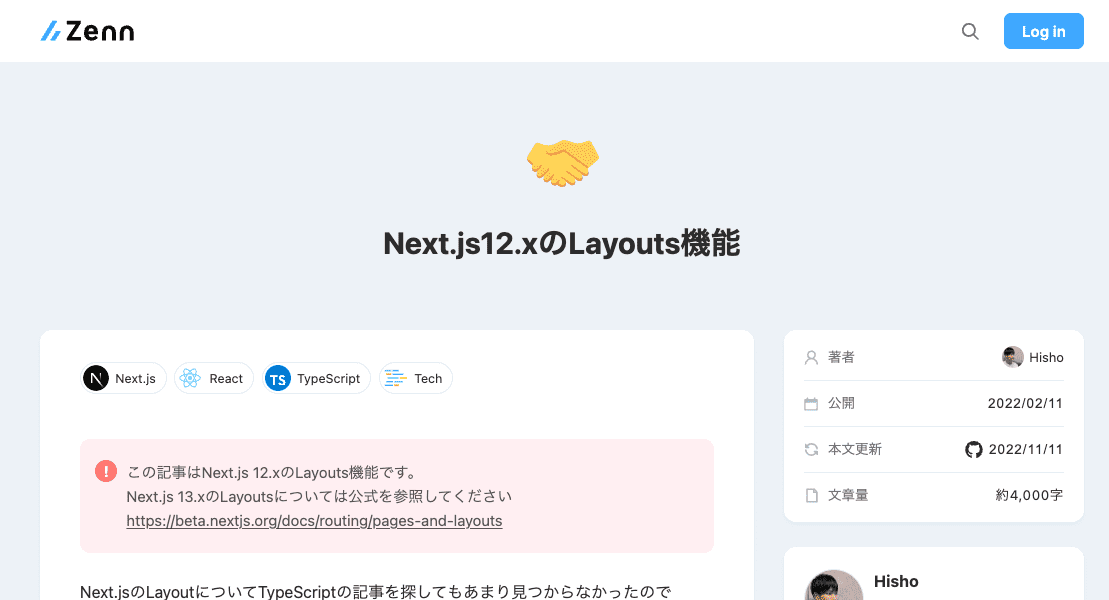 Zenn
Log in
Next.js12.xのLayouts機能
N Next.js
React
TS TypeScript
Tech
! この記事はNext.js 12.xのLayouts機能です。
Next.js 13.xのLayoutsについては公式を参照してください
https://beta.nextjs.org/docs/routing/pages-and-layouts
Next.jsのLayoutについてTypeScriptの記事を探してもあまり見つからなかったので
著者 Hisho
公開 2022/02/11
本文更新 2022/11/11
文章量 約4,000字
Hisho